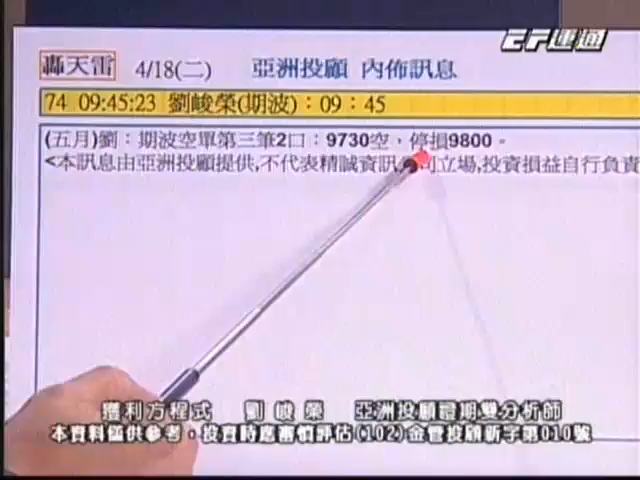 EF運通
轟天雷 4/18(二) 亞洲投顧 內佈訊息
74 09:45:23 劉峻榮(期波)：09：45
(五月)劉：期波空單第三筆2口：9730空，停損9800。
<本訊息由亞洲投顧提供,不代表精誠資訊 司立場,投資損益自行負責
獲利方程式 劉峻榮 亞洲投顧證期雙分析師
本資料僅供參考，投資時應審慎評估(102)金管投顧新字第010號